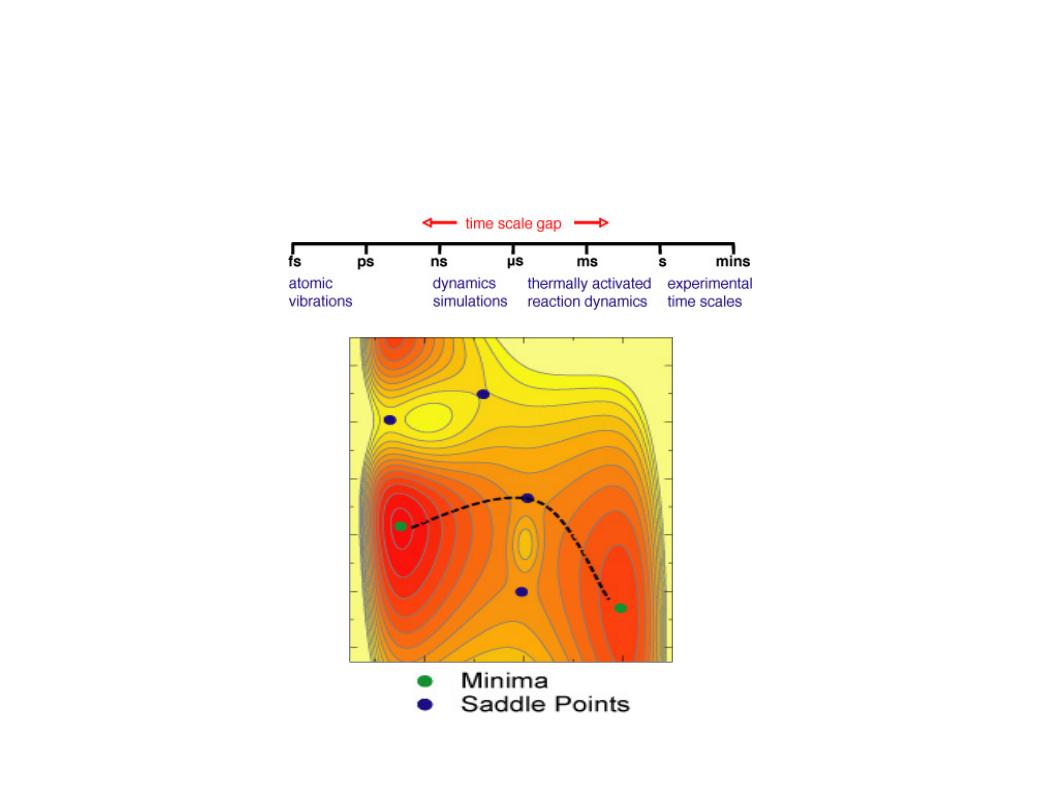 time scale gap
fs ps ns µs ms s mins
atomic dynamics thermally activated experimental
vibrations simulations reaction dynamics time scales
Minima
Saddle Points